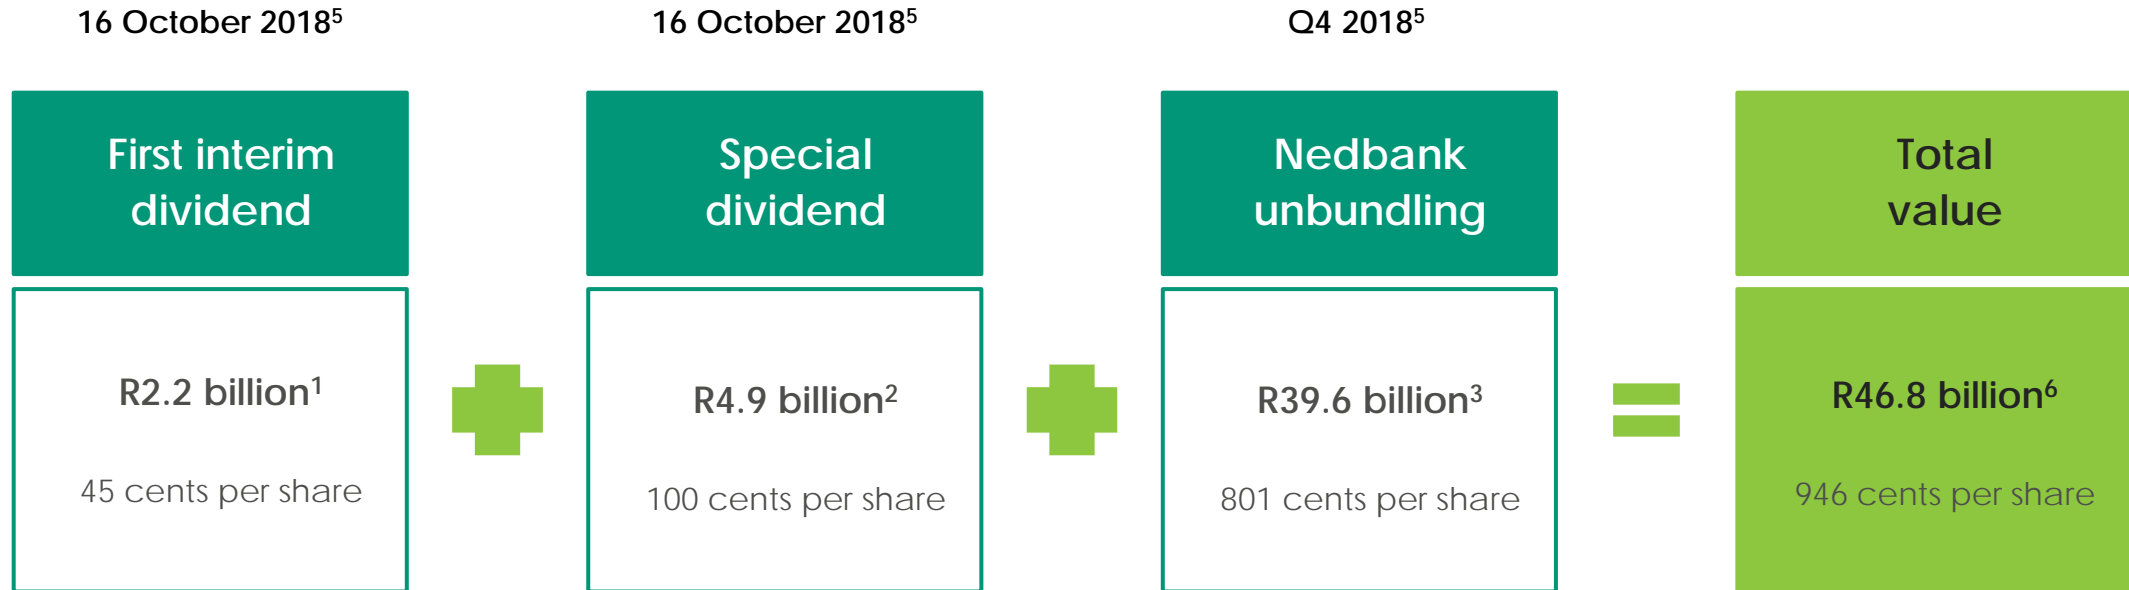 16 October 2018⁵
16 October 2018⁵
Q4 2018⁵
First interim
dividend
Special
dividend
Nedbank
unbundling
Total
value
R2.2 billion¹
45 cents per share
R4.9 billion²
100 cents per share
R39.6 billion³
801 cents per share
R46.8 billion⁶
946 cents per share